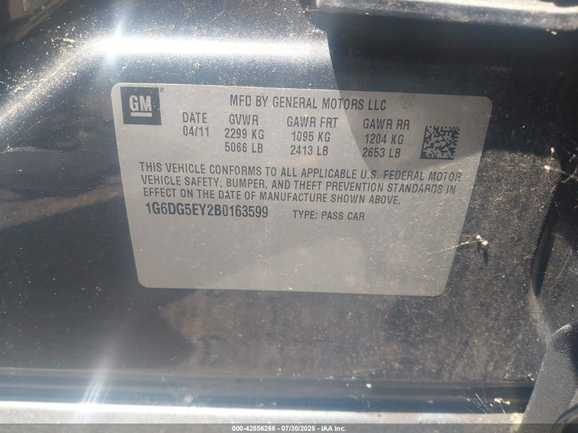 GM
MFD BY GENERAL MOTORS LLC
DATE GVWR GAWR FRT GAWR RR
04/11 2299 KG 1095 KG 1204 KG
5066 LB 2413 LB 2653 LB
THIS VEHICLE CONFORMS TO ALL APPLICABLE U.S. FEDERAL MOTOR
VEHICLE SAFETY, BUMPER, AND THEFT PREVENTION STANDARDS IN
EFFECT ON THE DATE OF MANUFACTURE SHOWN ABOVE.
1G6DG5EY2B0163599 TYPE: PASS CAR
000-42556268 - 07/30/2025 - IAA Inc.